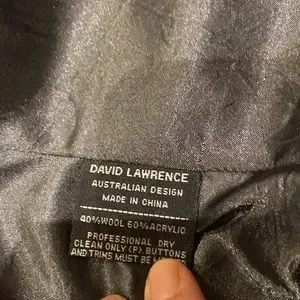 DAVID LAWRENCE
AUSTRALIAN DESIGN
MADE IN CHINA
40%WOOL 60%ACRYLIC
PROFESSIONAL DRY
CLEAN ONLY (P) BUTTONS
AND TRIMS MUST BE